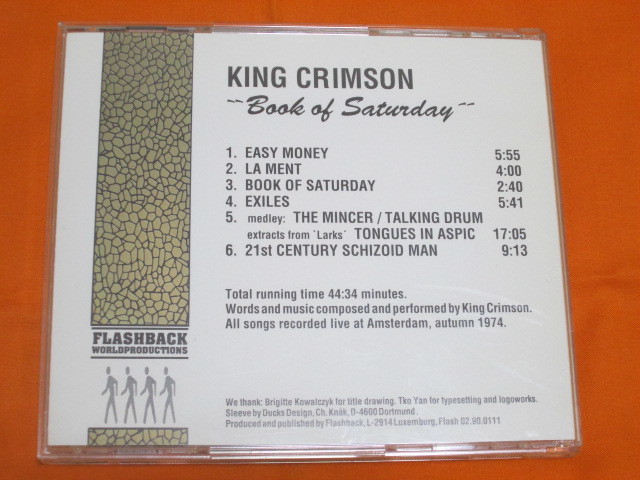 KING CRIMSON
~~Book of Saturday~~
1. EASY MONEY 5:55
2. LA MENT 4:00
3. BOOK OF SATURDAY 2:40
4. EXILES 5:41
5. medley: THE MINCER / TALKING DRUM
extracts from `Larks` TONGUES IN ASPIC 17:05
6. 21st CENTURY SCHIZOID MAN 9:13
Total running time 44:34 minutes.
Words and music composed and performed by King Crimson.
All songs recorded live at Amsterdam, autumn 1974.
FLASHBACK
WORLDPRODUCTIONS
We thank: Brigitte Kowalczyk for title drawing. Tko Yan for typesetting and logoworks.
Sleeve by Ducks Design, Ch. Knäk, D-4600 Dortmund.
Produced and published by Flashback, L-2914 Luxemburg, Flash 02.90.0111